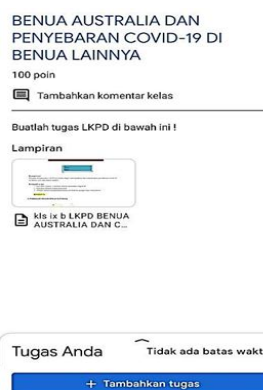 BENUA AUSTRALIA DAN
PENYEBARAN COVID-19 DI
BENUA LAINNYA
100 poin
Tambahkan komentar kelas
Buatlah tugas LKPD di bawah ini !
Lampiran
kls ix b LKPD BENUA
AUSTRALIA DAN C...
Tugas Anda
Tidak ada batas wakt
+ Tambahkan tugas